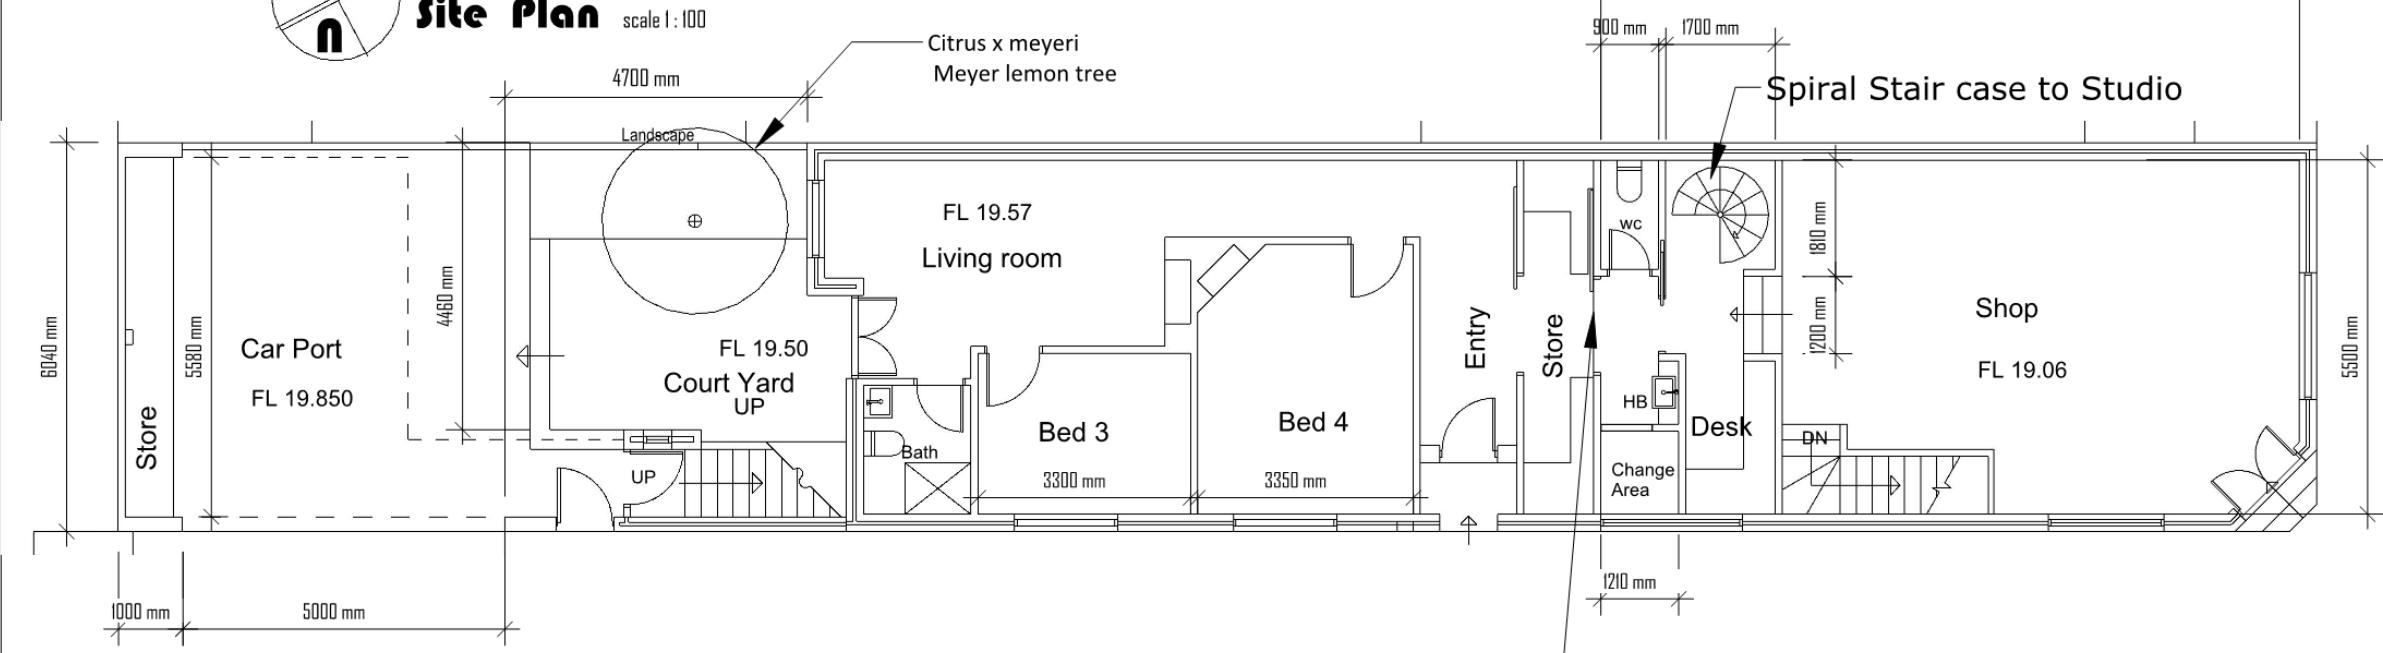 n
Site Plan scale 1 : 100
Citrus x meyeri
Meyer lemon tree
900 mm
1700 mm
4700 mm
Spiral Stair case to Studio
Landscape
FL 19.57
Living room
wc
1810 mm
4460 mm
5580 mm
6040 mm
Car Port
FL 19.850
Store
FL 19.50
Court Yard
UP
UP
Bath
Bed 3
3300 mm
Bed 4
3350 mm
Entry
Store
HB
Desk
Change
Area
DN
1200 mm
Shop
FL 19.06
5500 mm
1210 mm
1000 mm
5000 mm